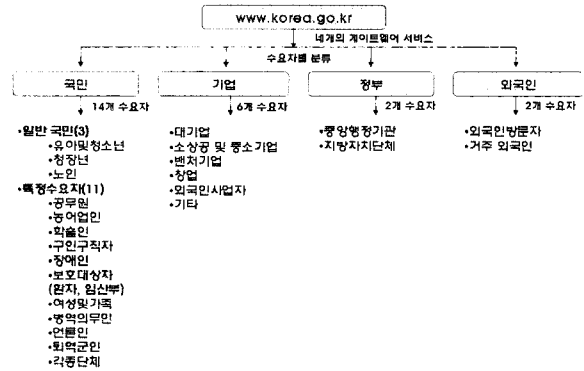 www.korea.go.kr
네개의 게이트웨어 서비스
수요자별 분류
국민
기업
정부
외국인
14개 수요자
6개 수요자
2개 수요자
2개 수요자
•일반 국민(3)
•유아및청소년
•청장년
•노인
•특정수요자(11)
•공무원
•농어업인
•학술인
•구인구직자
•장애인
•보호대상자
(환자, 임산부)
•여성및가족
•병역의무인
•언론인
•퇴역군인
•각종단체
•대기업
•소상공 및 중소기업
•벤처기업
•창업
•외국인사업자
•기타
•중앙행정기관
•지방자치단체
•외국인방문자
•거주 외국인